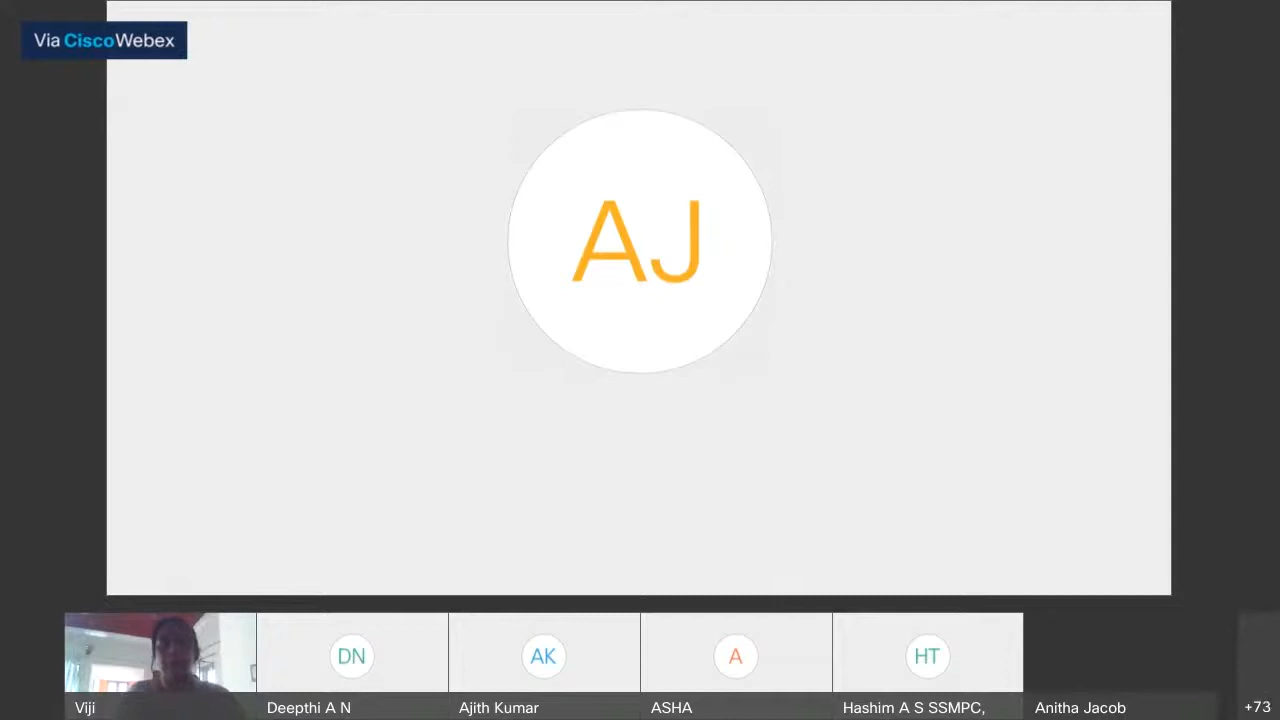 Via CiscoWebex
AJ
DN
AK
A
HT
Viji
Deepthi A N
Ajith Kumar
ASHA
Hashim A S SSMPC,
Anitha Jacob
+73